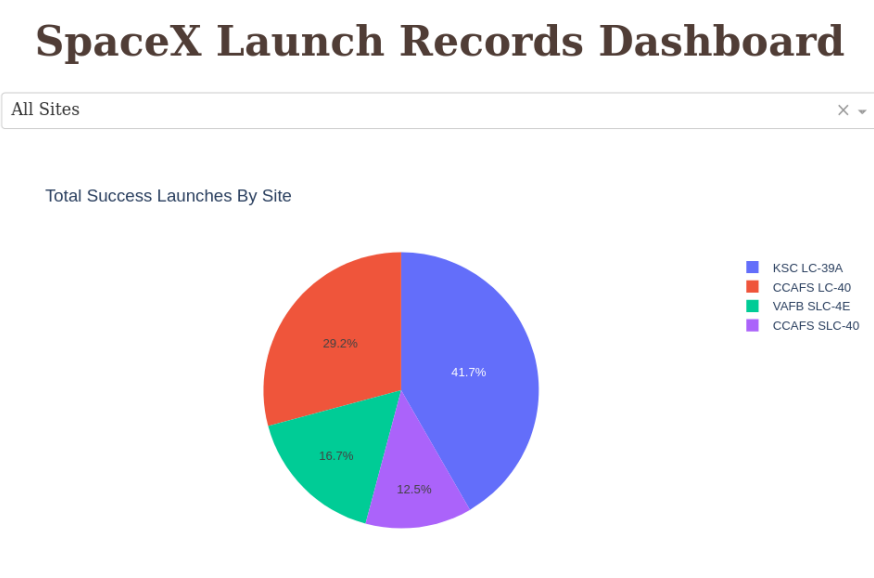 SpaceX Launch Records Dashboard
All Sites
Total Success Launches By Site
KSC LC-39A
CCAFS LC-40
VAFB SLC-4E
CCAFS SLC-40
29.2%
41.7%
16.7%
12.5%